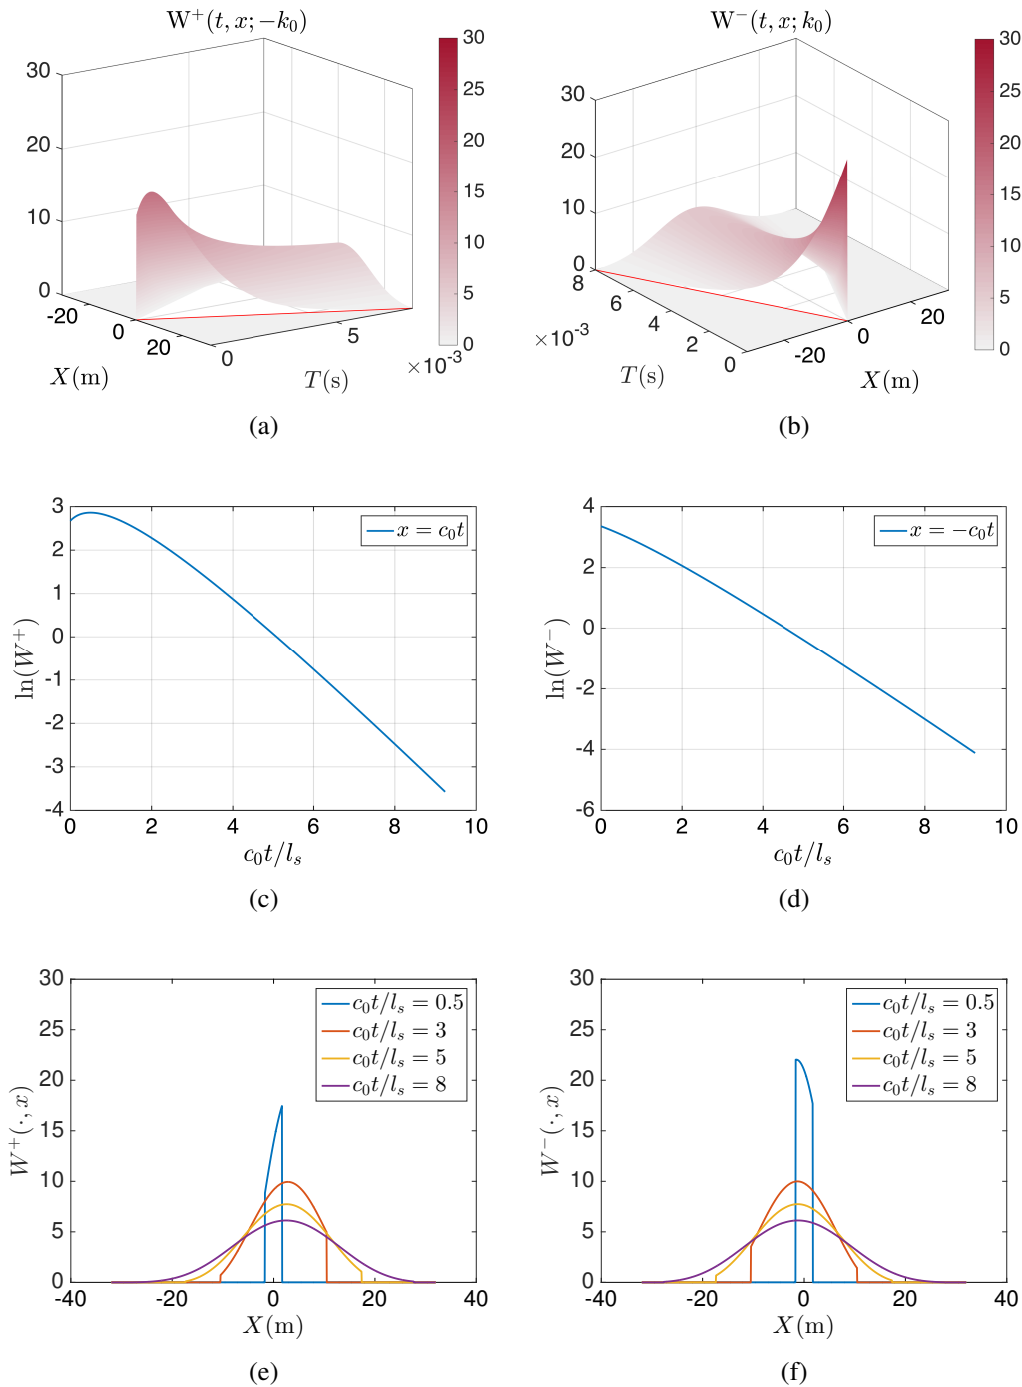 W⁺(t, x; −k₀)
30
20
10
0
-20
0
20
X(m)
0
5
×10⁻³
T(s)
30
25
20
15
10
5
0
(a)
W⁻(t, x; k₀)
30
20
10
0
8
6
4
2
0
×10⁻³
T(s)
-20
0
20
X(m)
30
25
20
15
10
5
0
(b)
3
2
1
0
-1
-2
-3
-4
ln(W⁺)
x = c₀t
0 2 4 6 8 10
c₀t/lₛ
(c)
4
2
0
-2
-4
-6
ln(W⁻)
x = −c₀t
0 2 4 6 8 10
c₀t/lₛ
(d)
30
25
20
15
10
5
0
W⁺(·, x)
c₀t/lₛ = 0.5
c₀t/lₛ = 3
c₀t/lₛ = 5
c₀t/lₛ = 8
-40 -20 0 20 40
X(m)
(e)
30
25
20
15
10
5
0
W⁻(·, x)
c₀t/lₛ = 0.5
c₀t/lₛ = 3
c₀t/lₛ = 5
c₀t/lₛ = 8
-40 -20 0 20 40
X(m)
(f)